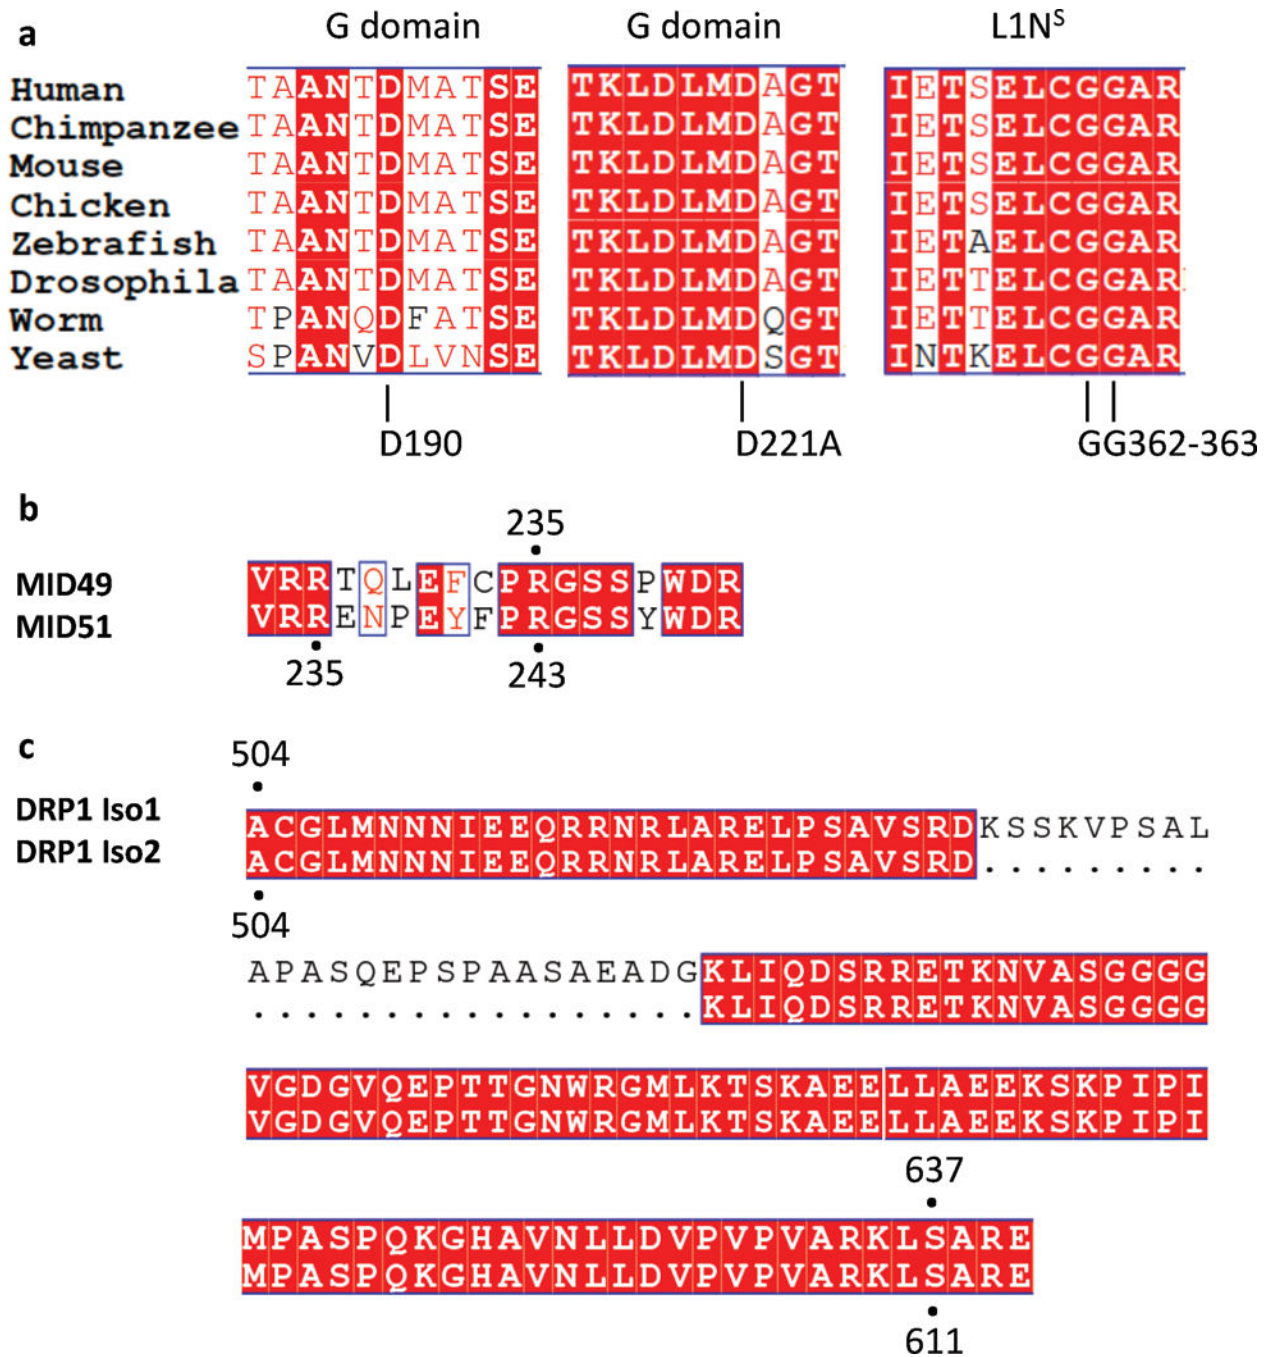 a
G domain G domain L1Nˢ
Human TAANTDMATSE TKLDLMDAGT IETSELCGGAR
Chimpanzee TAANTDMATSE TKLDLMDAGT IETSELCGGAR
Mouse TAANTDMATSE TKLDLMDAGT IETSELCGGAR
Chicken TAANTDMATSE TKLDLMDAGT IETSELCGGAR
Zebrafish TAANTDMATSE TKLDLMDAGT IETAELCGGAR
Drosophila TAANTDMATSE TKLDLMDAGT IETTELCGGAR
Worm TPANQDFATSE TKLDLMDQGT IETTELCGGAR
Yeast SPANVDLVNSE TKLDLMDSGT INTKELCGGAR
D190 D221A GG362-363
b
235
MID49 VRRTQLEFCPRGSSPWDR
MID51 VRRENPEYFPRGSSYWDR
235 243
c
504
DRP1 Iso1 ACGLMNNNIEEQRRNRLARELPSAVSRDKSSKVPSAL
DRP1 Iso2 ACGLMNNNIEEQRRNRLARELPSAVSRD.........
504
APASQEPSPAASAEADGKLIQDSRRETKNVASGGGG
.................KLIQDSRRETKNVASGGGG
VGDGVQEPTTGNWRGMLKTSKAEELLAEEKSKPIPI
VGDGVQEPTTGNWRGMLKTSKAEELLAEEKSKPIPI
637
MPASPQKGHAVNLLDVPVPVARKLSARE
MPASPQKGHAVNLLDVPVPVARKLSARE
611